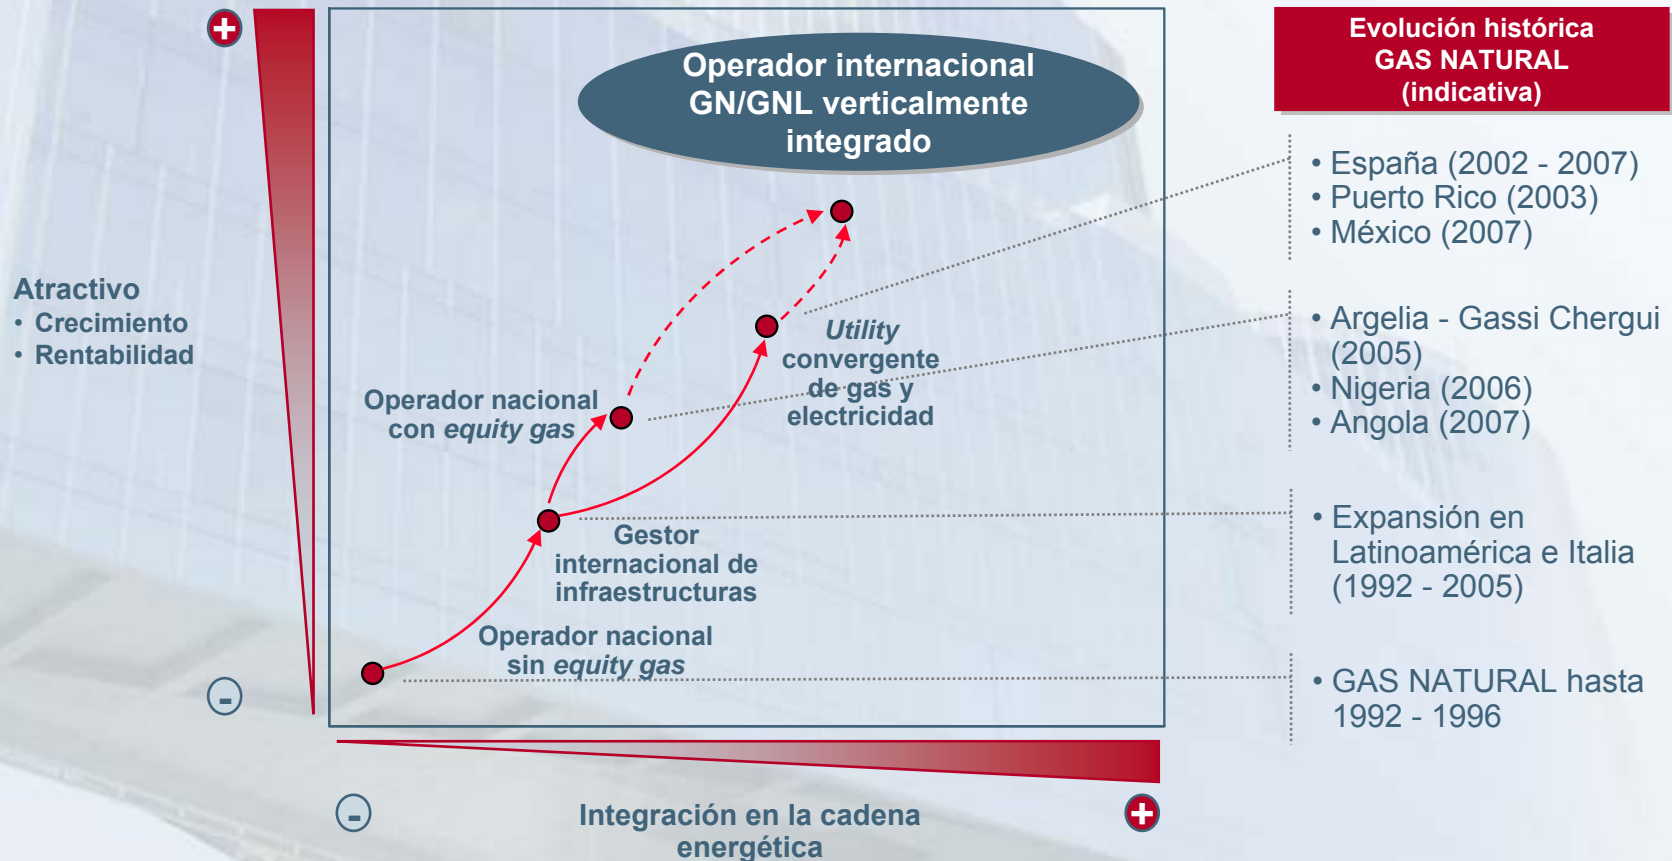 +
Operador internacional
GN/GNL verticalmente
integrado
Evolución histórica
GAS NATURAL
(indicativa)
• España (2002 - 2007)
• Puerto Rico (2003)
• México (2007)
Atractivo
• Crecimiento
• Rentabilidad
Utility
convergente
de gas y
electricidad
• Argelia - Gassi Chergui
(2005)
• Nigeria (2006)
• Angola (2007)
Operador nacional
con equity gas
Gestor
internacional de
infraestructuras
• Expansión en
Latinoamérica e Italia
(1992 - 2005)
Operador nacional
sin equity gas
• GAS NATURAL hasta
1992 - 1996
-
-
Integración en la cadena
energética
+